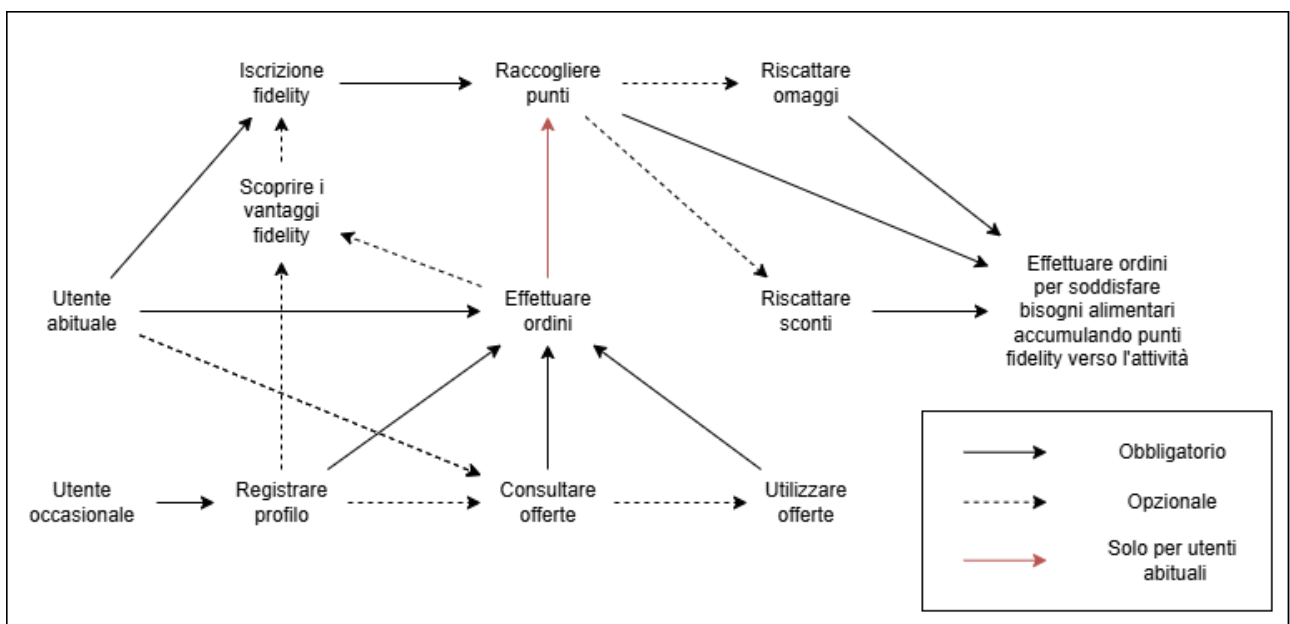 Iscrizione
fidelity
Raccogliere
punti
Riscattare
omaggi
Scoprire i
vantaggi
fidelity
Utente
abituale
Effettuare
ordini
Riscattare
sconti
Effettuare ordini
per soddisfare
bisogni alimentari
accumulando punti
fidelity verso l'attività
Utente
occasionale
Registrare
profilo
Consultare
offerte
Utilizzare
offerte
Obbligatorio
Opzionale
Solo per utenti
abituali